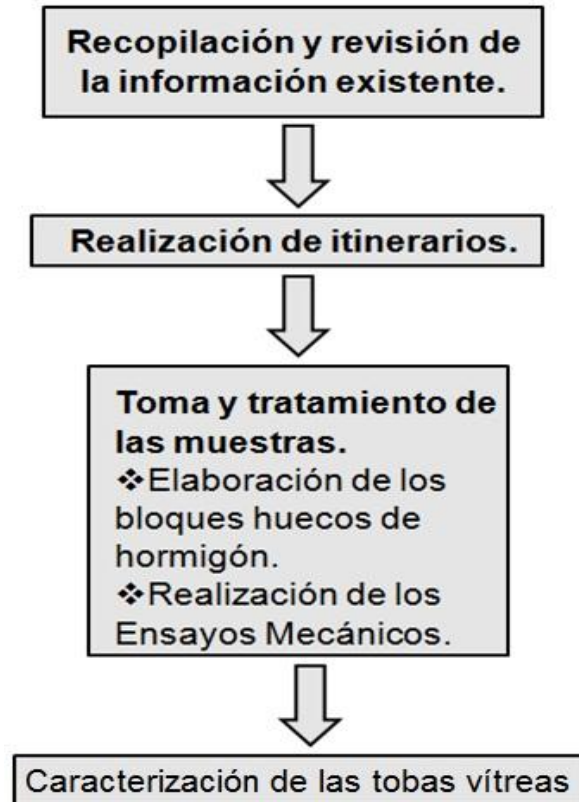 Recopilación y revisión de
la información existente.
Realización de itinerarios.
Toma y tratamiento de
las muestras.
❖Elaboración de los
bloques huecos de
hormigón.
❖Realización de los
Ensayos Mecánicos.
Caracterización de las tobas vítreas